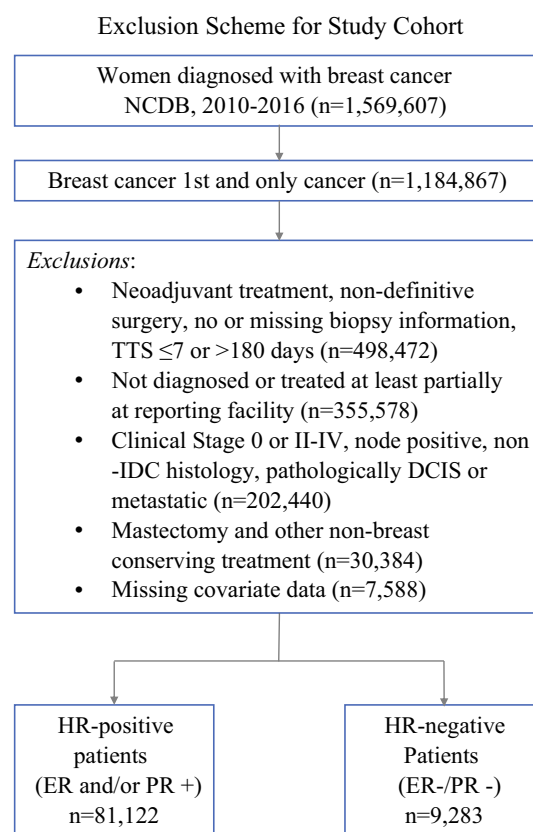 Exclusion Scheme for Study Cohort
Women diagnosed with breast cancer
NCDB, 2010-2016 (n=1,569,607)
Breast cancer 1st and only cancer (n=1,184,867)
Exclusions:
• Neoadjuvant treatment, non-definitive
surgery, no or missing biopsy information,
TTS ≤7 or >180 days (n=498,472)
• Not diagnosed or treated at least partially
at reporting facility (n=355,578)
• Clinical Stage 0 or II-IV, node positive, non
-IDC histology, pathologically DCIS or
metastatic (n=202,440)
• Mastectomy and other non-breast
conserving treatment (n=30,384)
• Missing covariate data (n=7,588)
HR-positive
patients
(ER and/or PR +)
n=81,122
HR-negative
Patients
(ER-/PR -)
n=9,283